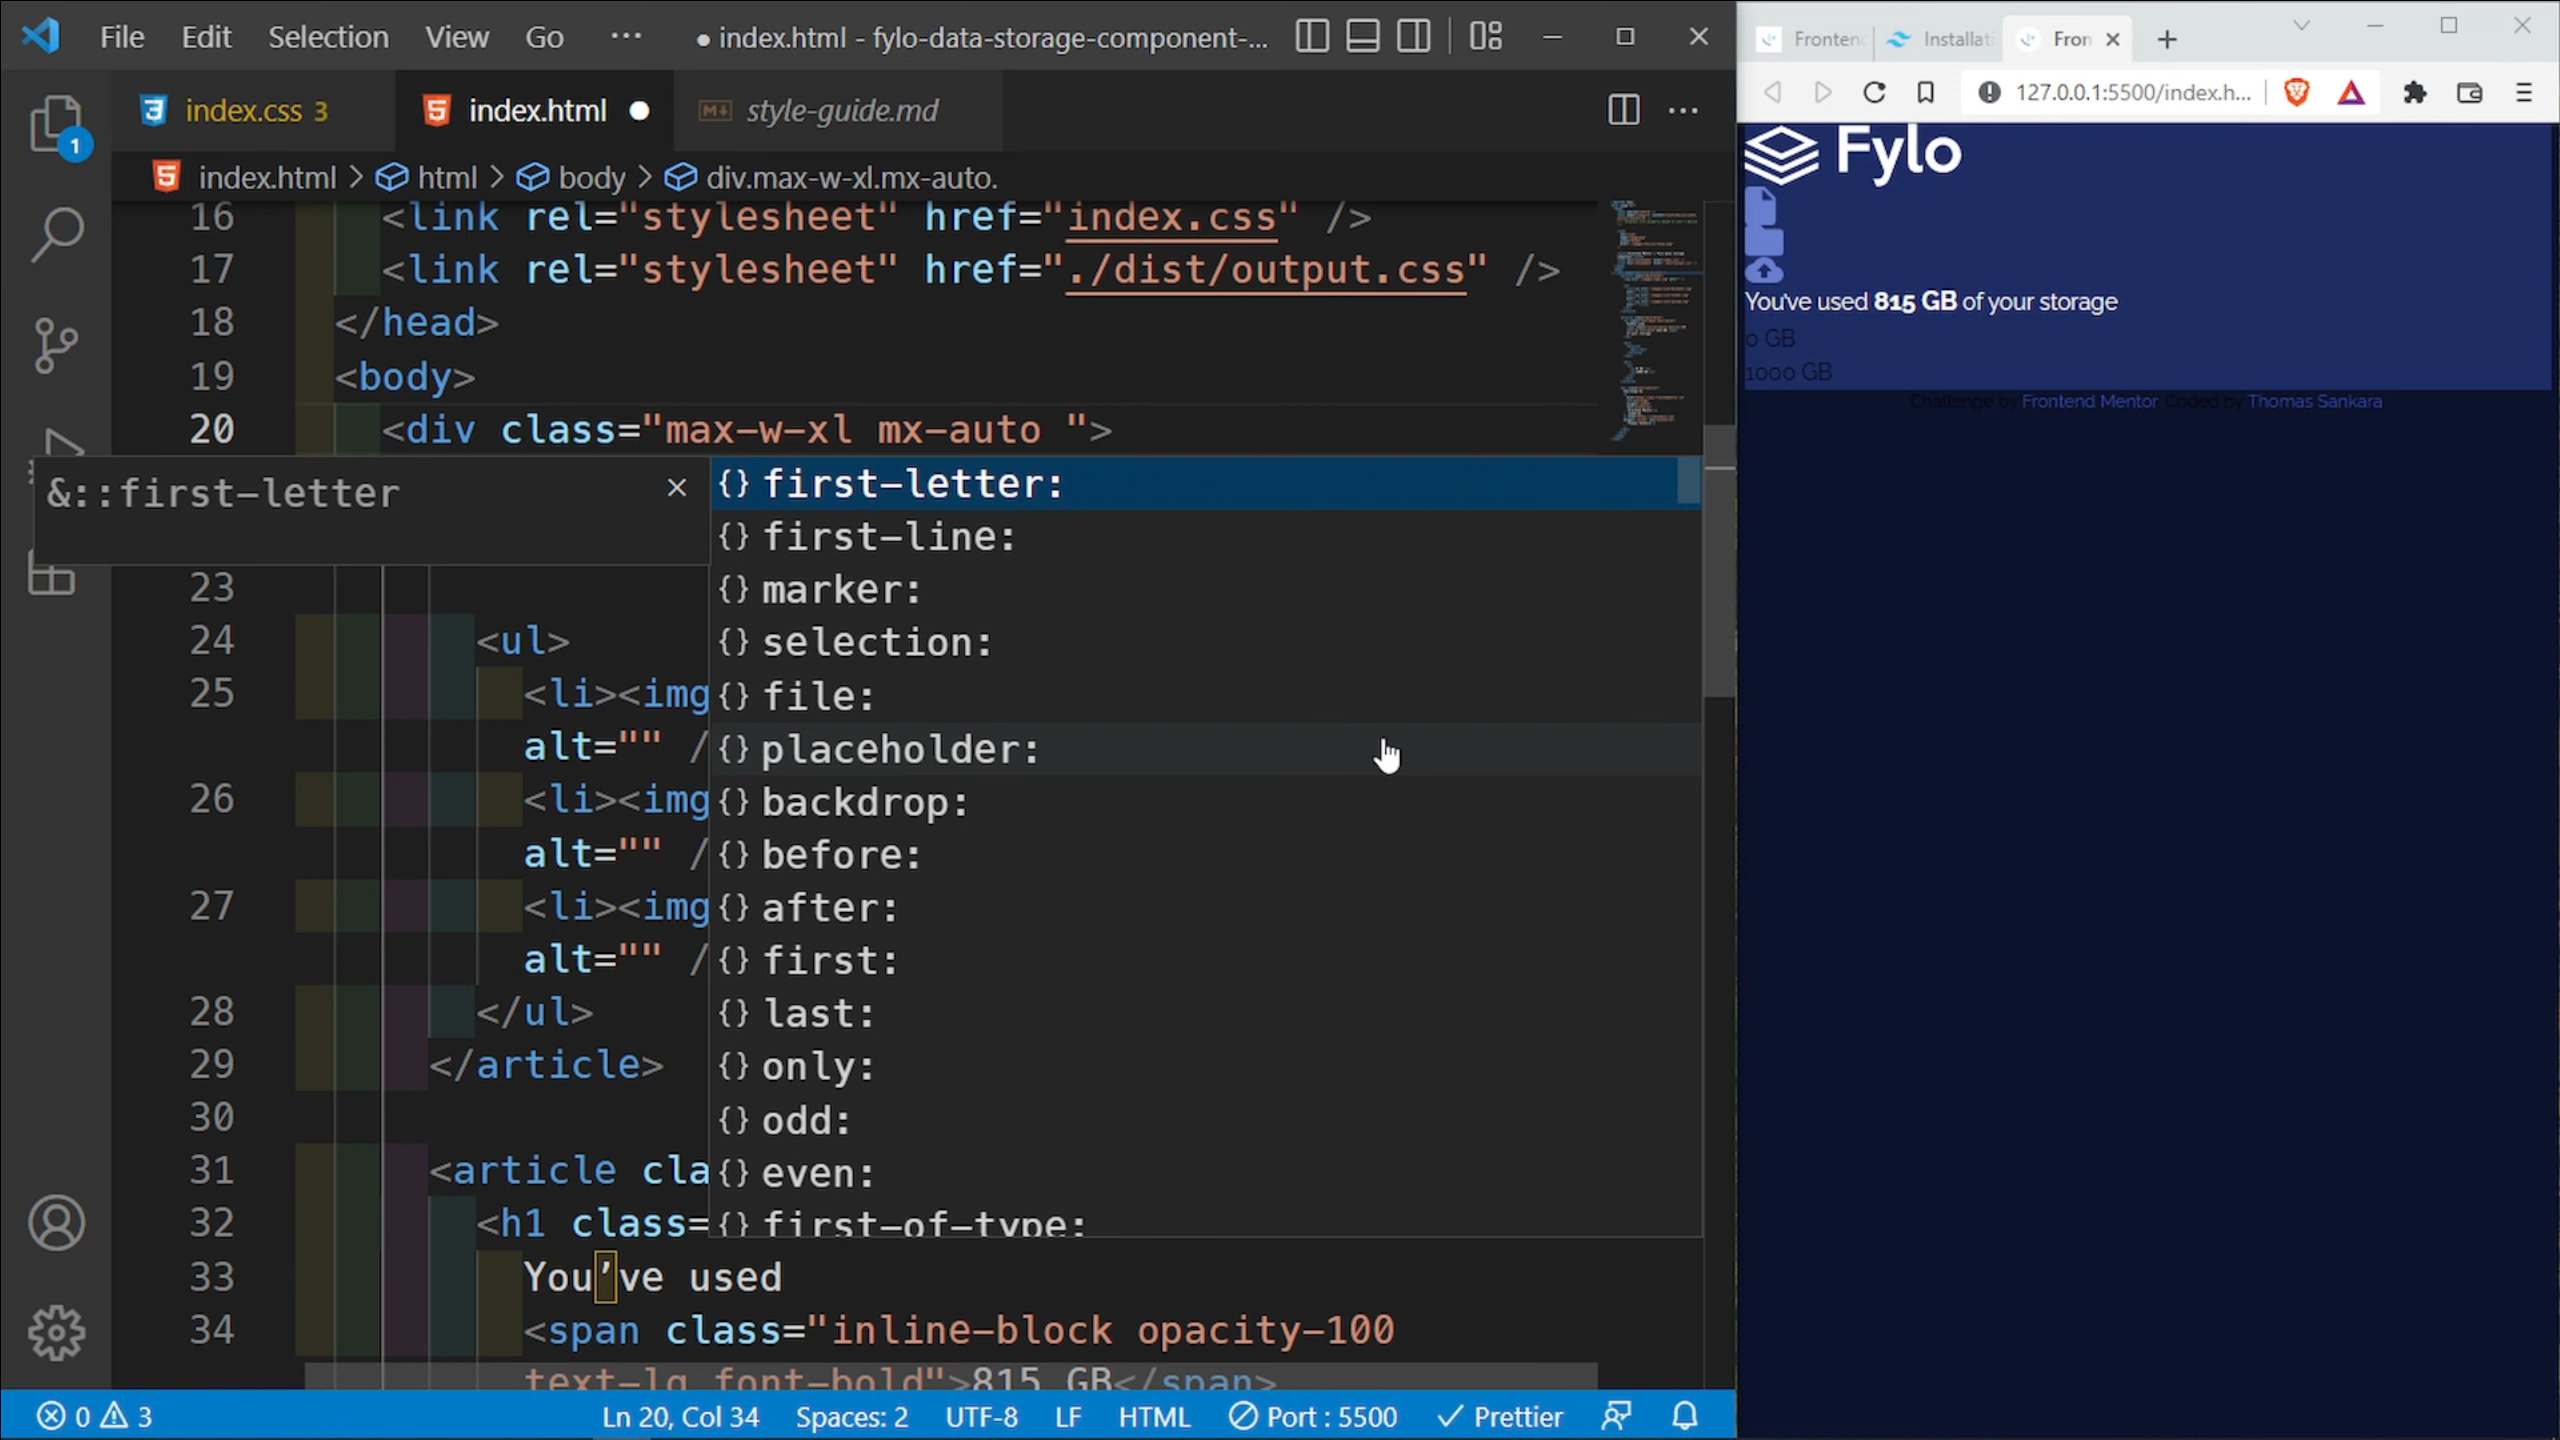 File Edit Selection View Go ··· ● index.html - fylo-data-storage-component-...
index.css 3 index.html ● style-guide.md
index.html > html > body > div.max-w-xl.mx-auto.
16 <link rel="stylesheet" href="index.css" />
17 <link rel="stylesheet" href="./dist/output.css" />
18 </head>
19 <body>
20 <div class="max-w-xl mx-auto ">
&::first-letter
first-letter:
first-line:
23 marker:
24 <ul> selection:
25 <li><img file:
alt="" / placeholder:
26 <li><img backdrop:
alt="" / before:
27 <li><img after:
alt="" / first:
28 </ul> last:
29 </article> only:
30 odd:
31 <article cla even:
32 <h1 class= first-of-type:
33 You’ve used
34 <span class="inline-block opacity-100
text-lg font-bold">815 GB</span>
0 3 Ln 20, Col 34 Spaces: 2 UTF-8 LF HTML Port : 5500 Prettier
1
Fronten Installati Fron
127.0.0.1:5500/index.h...
Fylo
You've used 815 GB of your storage
0 GB
1000 GB
Challenge by Frontend Mentor. Coded by Thomas Sankara